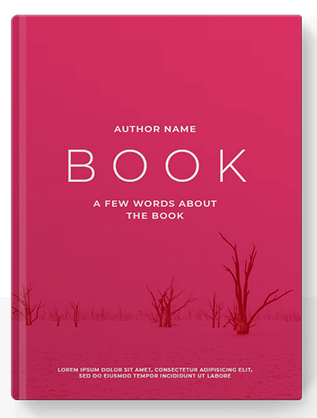 AUTHOR NAME
BOOK
A FEW WORDS ABOUT
THE BOOK
LOREM IPSUM DOLOR SIT AMET, CONSECTETUR ADIPISICING ELIT,
SED DO EIUSMOD TEMPOR INCIDIDUNT UT LABORE